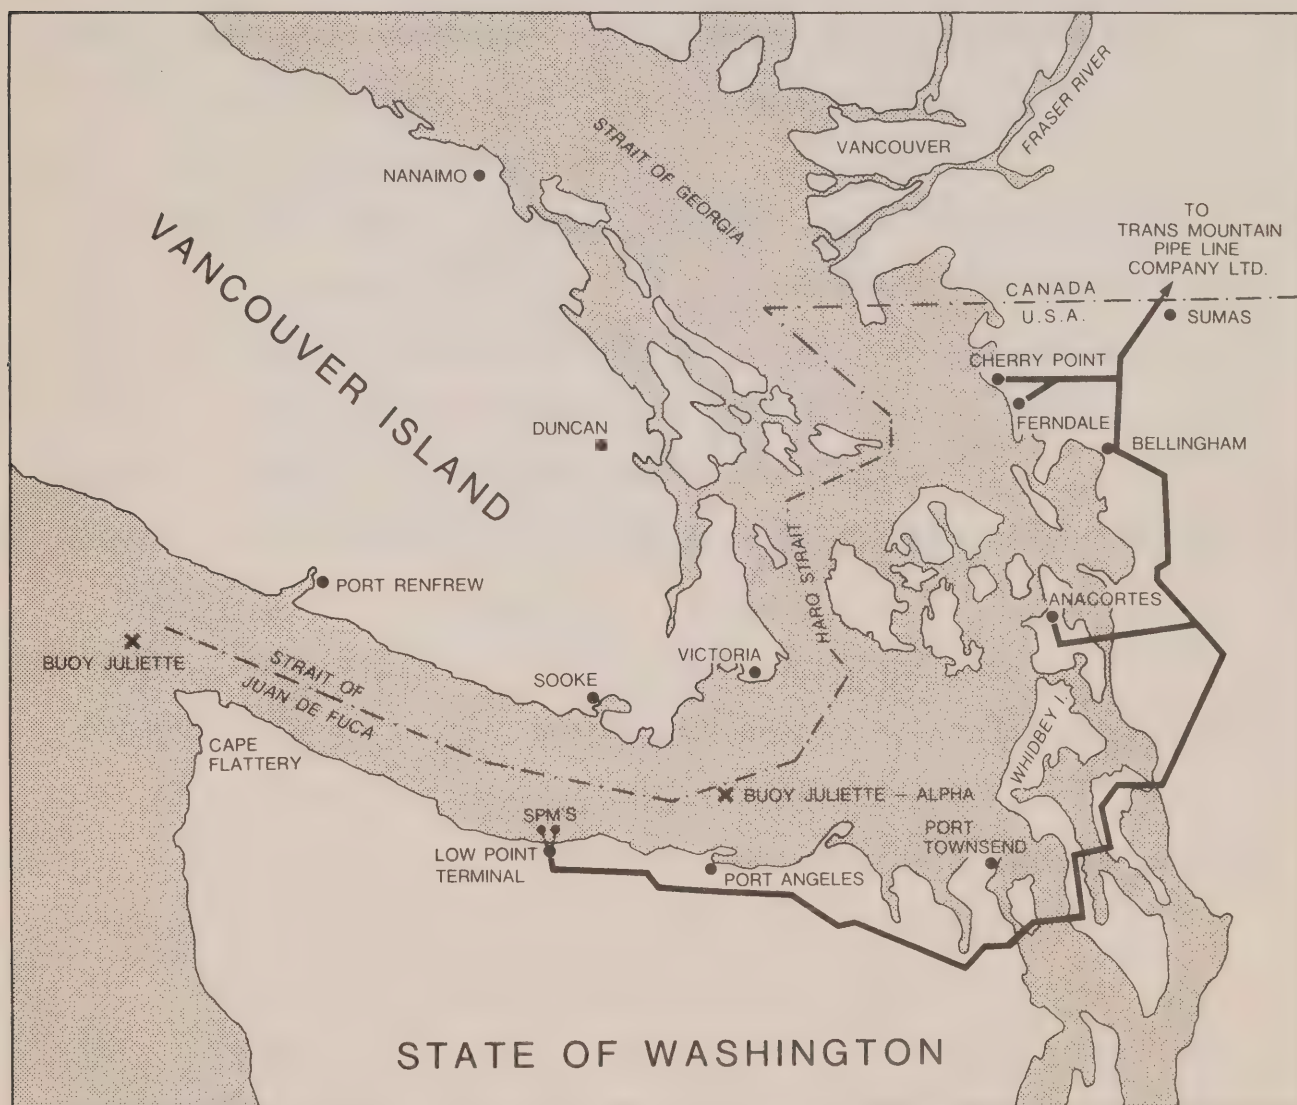 FRASER RIVER
STRAIT OF GEORGIA
VANCOUVER
NANAIMO
TO
TRANS MOUNTAIN
PIPE LINE
COMPANY LTD.
VANCOUVER ISLAND
CANADA
U.S.A.
SUMAS
CHERRY POINT
FERNDALE
DUNCAN
BELLINGHAM
HARO STRAIT
PORT RENFREW
ANACORTES
BUOY JULIETTE
STRAIT OF
JUAN DE FUCA
VICTORIA
SOOKE
WHIDBEY I.
CAPE
FLATTERY
BUOY JULIETTE – ALPHA
SPM'S
PORT
TOWNSEND
LOW POINT
TERMINAL
PORT ANGELES
STATE OF WASHINGTON